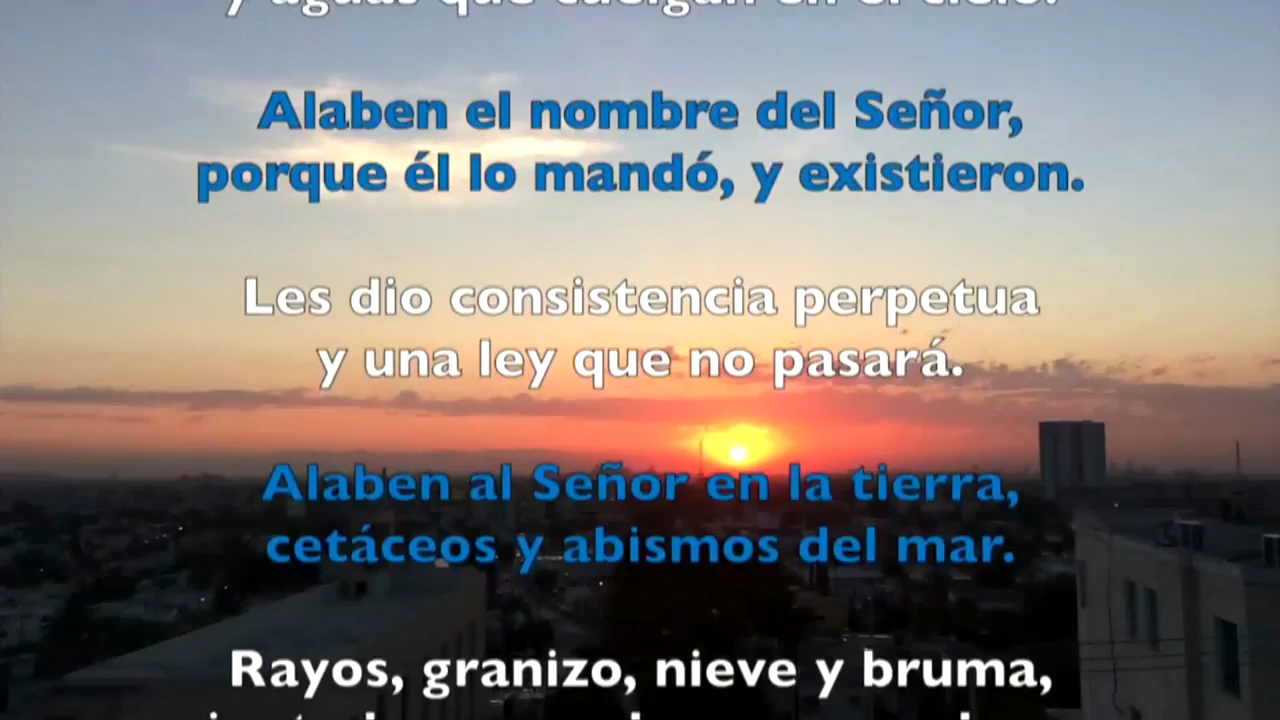 y aguas que cuelgan en el cielo.
Alaben el nombre del Señor,
porque él lo mandó, y existieron.
Les dio consistencia perpetua
y una ley que no pasará.
Alaben al Señor en la tierra,
cetáceos y abismos del mar.
Rayos, granizo, nieve y bruma,